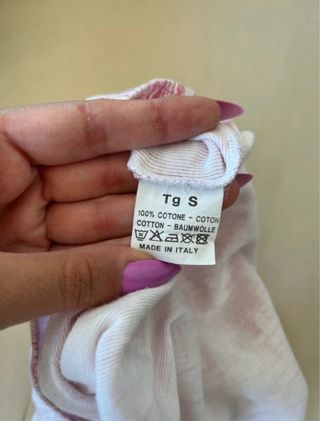 Tg S
100% COTONE - COTON
COTTON - BAUMWOLLE
MADE IN ITALY